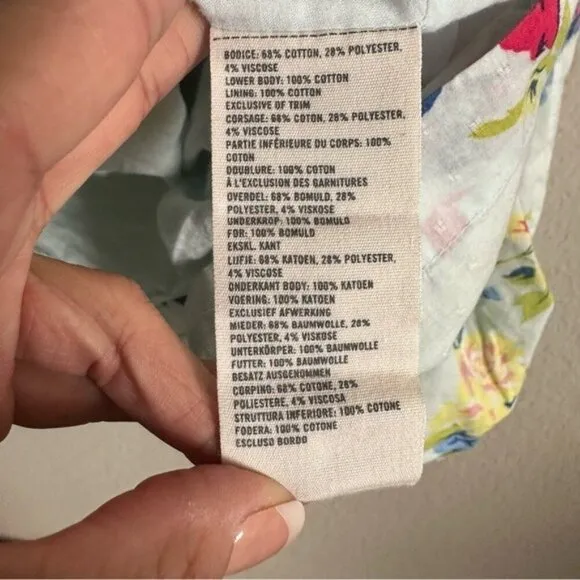 BODICE: 68% COTTON, 28% POLYESTER,
4% VISCOSE
LOWER BODY: 100% COTTON
LINING: 100% COTTON
EXCLUSIVE OF TRIM
CORSAGE: 68% COTON, 28% POLYESTER,
4% VISCOSE
PARTIE INFÉRIEURE DU CORPS: 100%
COTON
DOUBLURE: 100% COTON
À L'EXCLUSION DES GARNITURES
OVERDEL: 68% BOMULD, 28%
POLYESTER, 4% VISKOSE
UNDERKROP: 100% BOMULD
FOR: 100% BOMULD
EKSKL. KANT
LIJFJE: 68% KATOEN, 28% POLYESTER,
4% VISCOSE
ONDERKANT BODY: 100% KATOEN
VOERING: 100% KATOEN
EXCLUSIEF AFWERKING
MIEDER: 68% BAUMWOLLE, 28%
POLYESTER, 4% VISKOSE
UNTERKÖRPER: 100% BAUMWOLLE
FUTTER: 100% BAUMWOLLE
BESATZ AUSGENOMMEN
CORPINO: 68% COTONE, 28%
POLIESTERE, 4% VISCOSA
STRUTTURA INFERIORE: 100% COTONE
FODERA: 100% COTONE
ESCLUSO BORDO